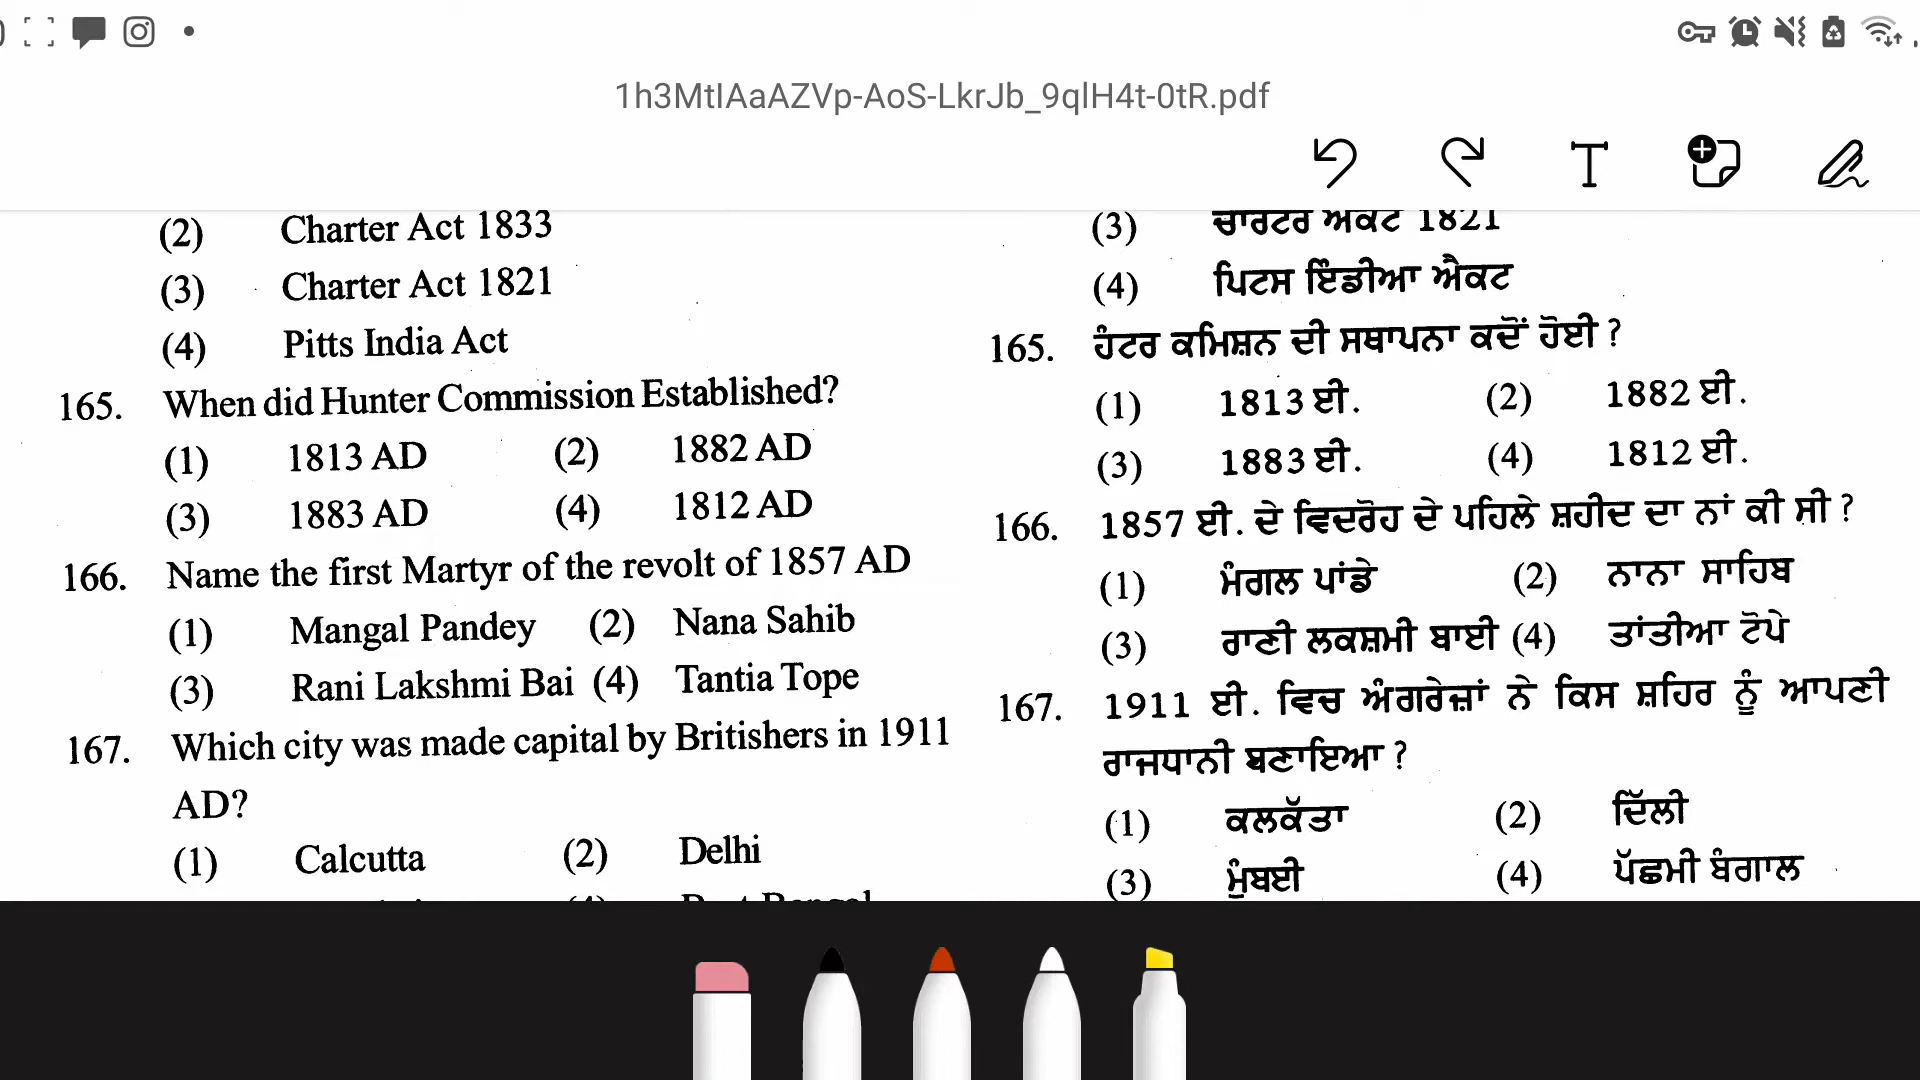 1h3MtIAaAZVp-AoS-LkrJb_9qlH4t-0tR.pdf
(2) Charter Act 1833
(3) Charter Act 1821
(4) Pitts India Act
165. When did Hunter Commission Established?
(1) 1813 AD (2) 1882 AD
(3) 1883 AD (4) 1812 AD
166. Name the first Martyr of the revolt of 1857 AD
(1) Mangal Pandey (2) Nana Sahib
(3) Rani Lakshmi Bai (4) Tantia Tope
167. Which city was made capital by Britishers in 1911
AD?
(1) Calcutta (2) Delhi
(3) ਚਾਰਟਰ ਐਕਟ 1821
(4) ਪਿਟਸ ਇੰਡੀਆ ਐਕਟ
165. ਹੰਟਰ ਕਮਿਸ਼ਨ ਦੀ ਸਥਾਪਨਾ ਕਦੋਂ ਹੋਈ ?
(1) 1813 ਈ. (2) 1882 ਈ.
(3) 1883 ਈ. (4) 1812 ਈ.
166. 1857 ਈ. ਦੇ ਵਿਦਰੋਹ ਦੇ ਪਹਿਲੇ ਸ਼ਹੀਦ ਦਾ ਨਾਂ ਕੀ ਸੀ ?
(1) ਮੰਗਲ ਪਾਂਡੇ (2) ਨਾਨਾ ਸਾਹਿਬ
(3) ਰਾਣੀ ਲਕਸ਼ਮੀ ਬਾਈ (4) ਤਾਂਤੀਆ ਟੋਪੇ
167. 1911 ਈ. ਵਿਚ ਅੰਗਰੇਜ਼ਾਂ ਨੇ ਕਿਸ ਸ਼ਹਿਰ ਨੂੰ ਆਪਣੀ
ਰਾਜਧਾਨੀ ਬਣਾਇਆ ?
(1) ਕਲਕੱਤਾ (2) ਦਿੱਲੀ
(3) ਮੁੰਬਈ (4) ਪੱਛਮੀ ਬੰਗਾਲ